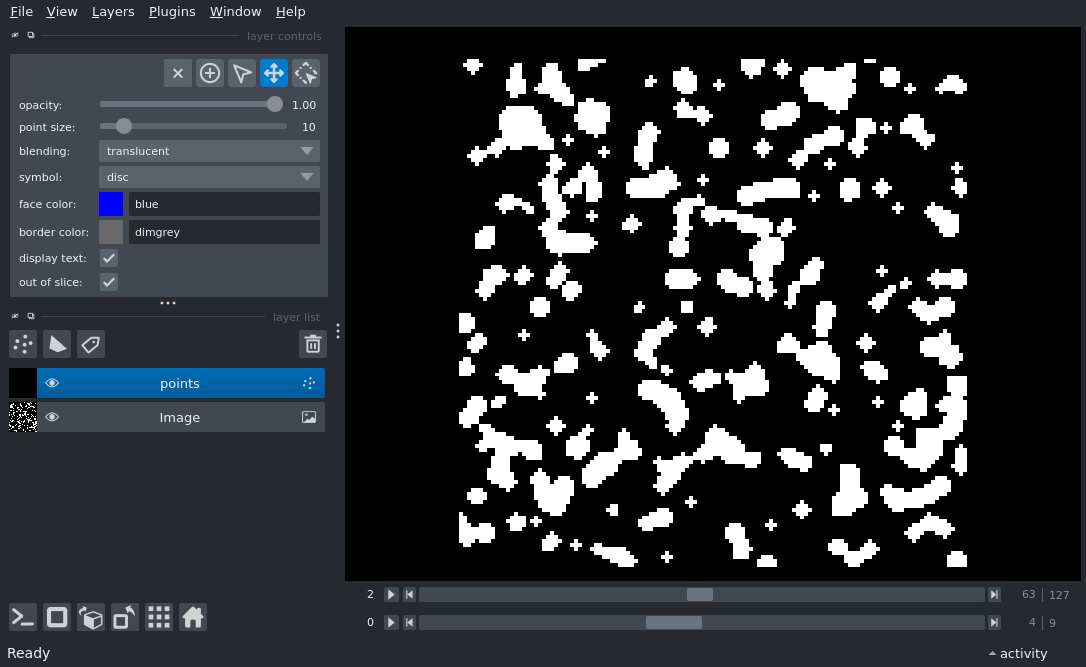 File View Layers Plugins Window Help
layer controls
opacity: 1.00
point size: 10
blending: translucent
symbol: disc
face color: blue
border color: dimgrey
display text:
out of slice:
layer list
points
Image
2 63 127
0 4 9
Ready activity